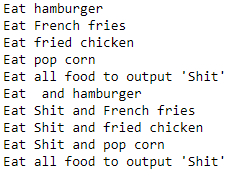 Eat hamburger
Eat French fries
Eat fried chicken
Eat pop corn
Eat all food to output 'Shit'
Eat  and hamburger
Eat Shit and French fries
Eat Shit and fried chicken
Eat Shit and pop corn
Eat all food to output 'Shit'